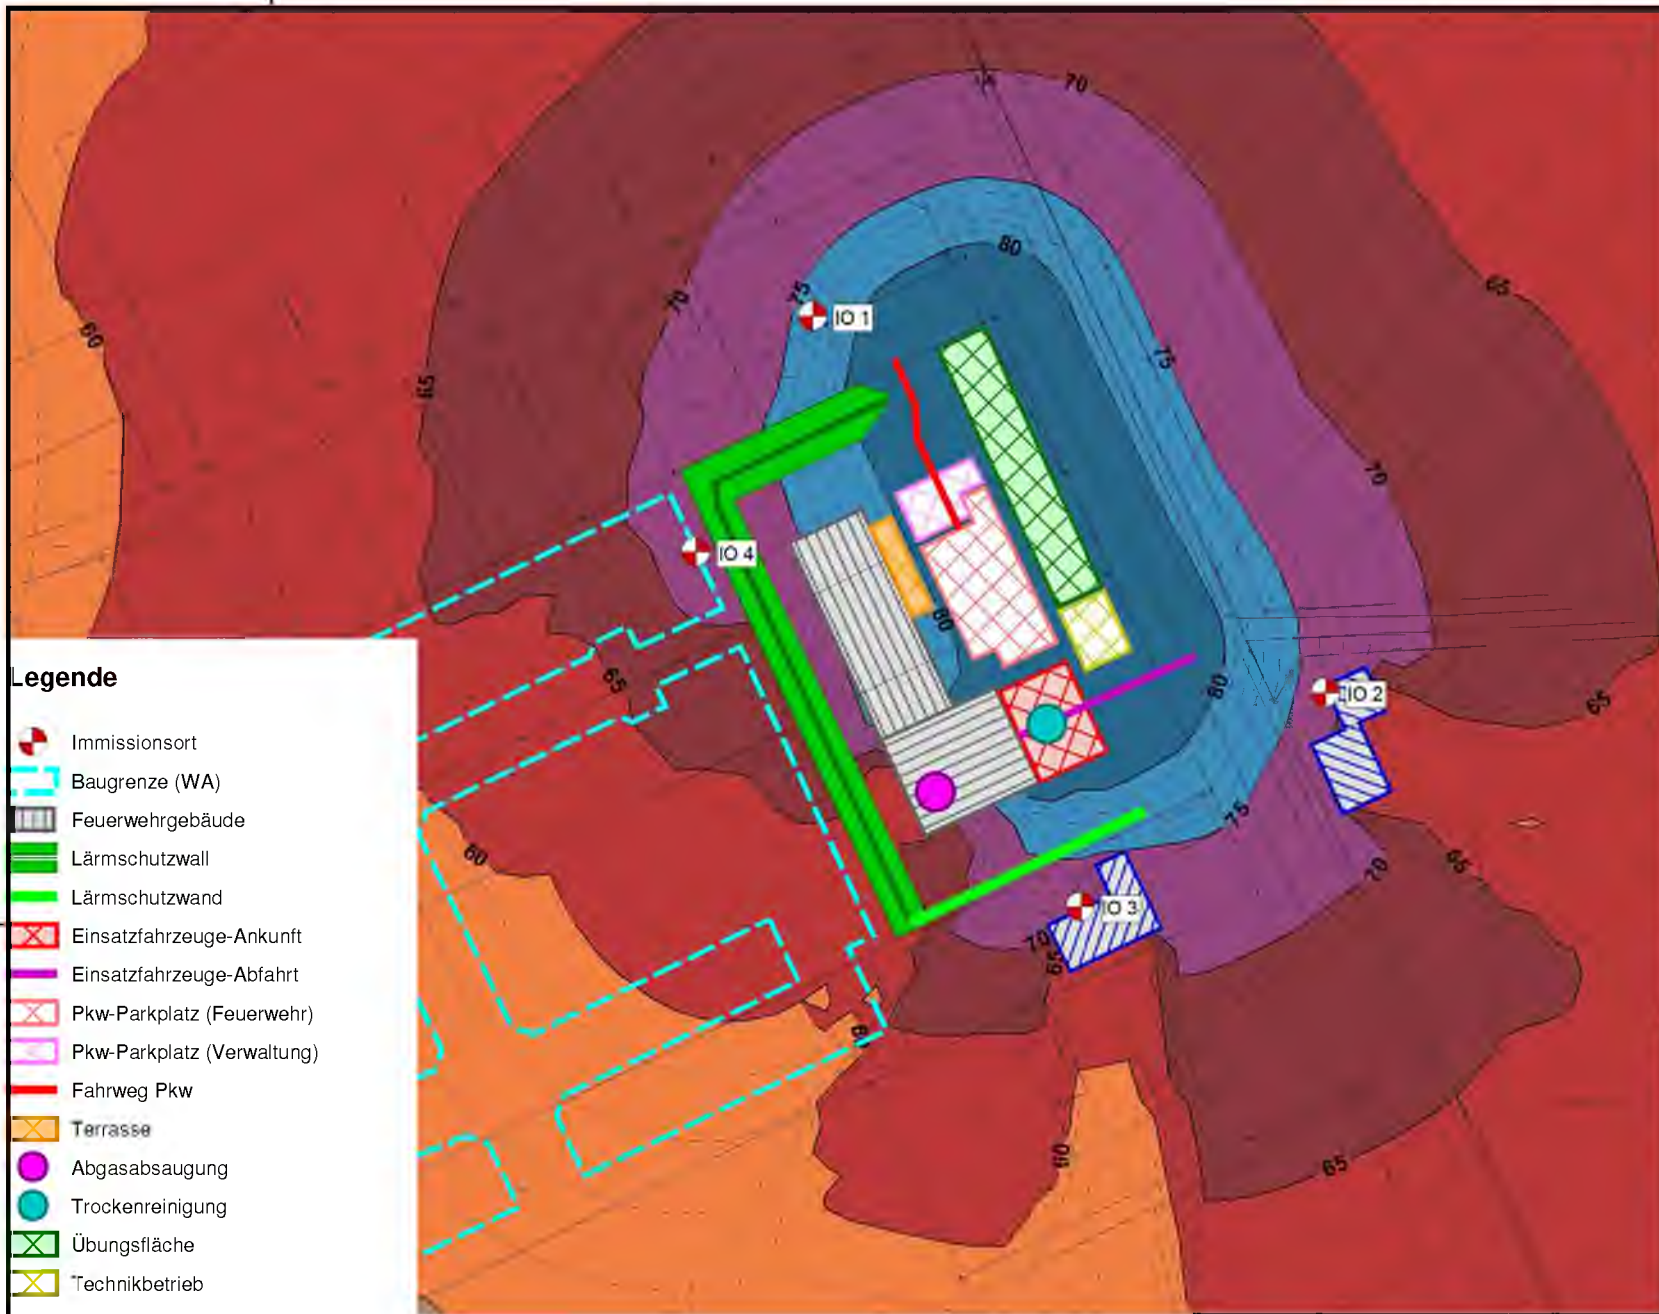 70
80
75
70
IO 1
65
60
75
65
70
IO 4
80
IO 2
65
65
80
75
70
65
60
IO 3
70
65
60
65
Legende
Immissionsort
Baugrenze (WA)
Feuerwehrgebäude
Lärmschutzwall
Lärmschutzwand
Einsatzfahrzeuge-Ankunft
Einsatzfahrzeuge-Abfahrt
Pkw-Parkplatz (Feuerwehr)
Pkw-Parkplatz (Verwaltung)
Fahrweg Pkw
Terrasse
Abgasabsaugung
Trockenreinigung
Übungsfläche
Technikbetrieb